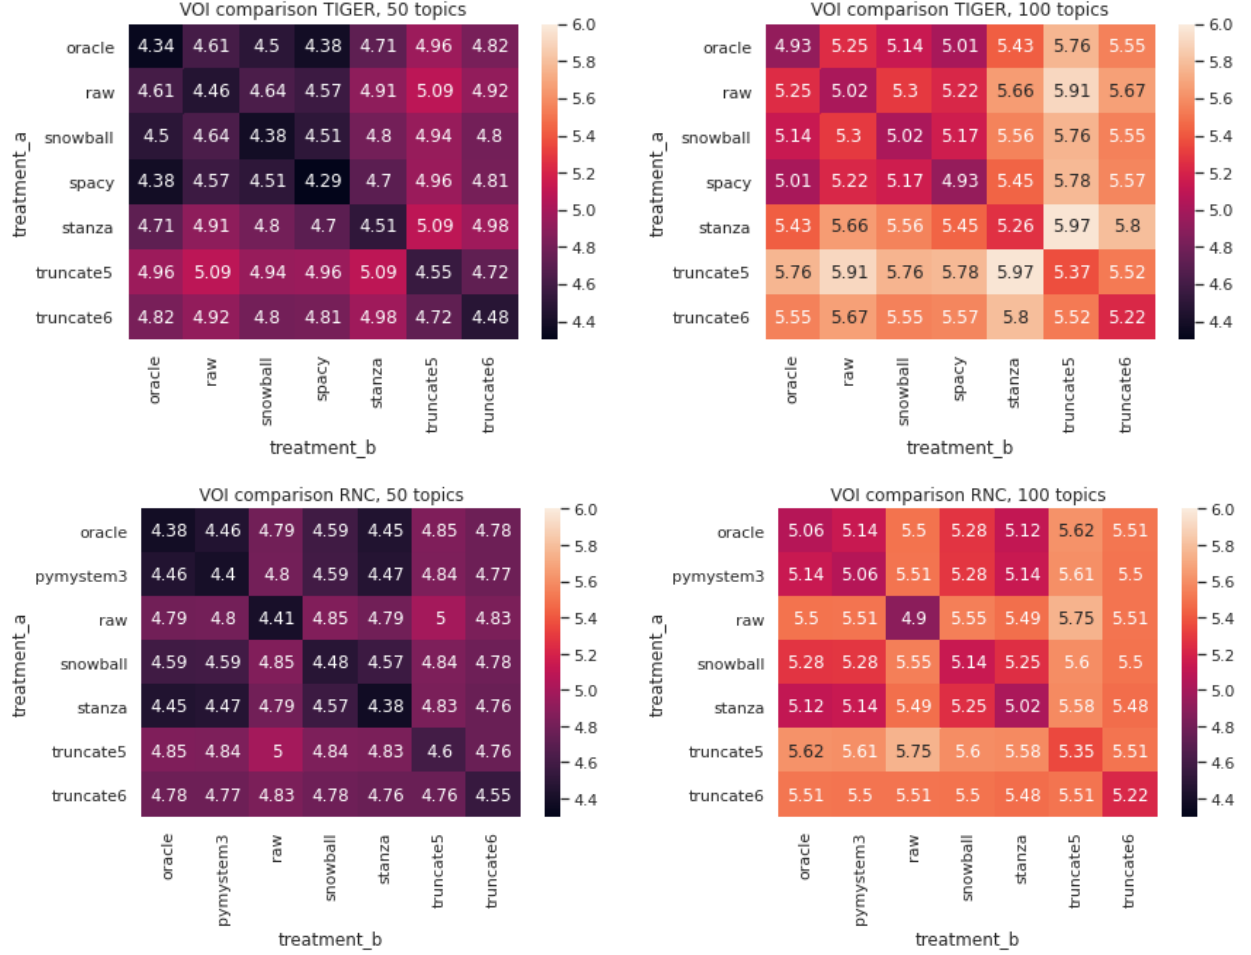 VOI comparison TIGER, 50 topics
treatment_a
oracle 4.34 4.61 4.5 4.38 4.71 4.96 4.82
raw 4.61 4.46 4.64 4.57 4.91 5.09 4.92
snowball 4.5 4.64 4.38 4.51 4.8 4.94 4.8
spacy 4.38 4.57 4.51 4.29 4.7 4.96 4.81
stanza 4.71 4.91 4.8 4.7 4.51 5.09 4.98
truncate5 4.96 5.09 4.94 4.96 5.09 4.55 4.72
truncate6 4.82 4.92 4.8 4.81 4.98 4.72 4.48
oracle raw snowball spacy stanza truncate5 truncate6
treatment_b
6.0
5.8
5.6
5.4
5.2
5.0
4.8
4.6
4.4
VOI comparison TIGER, 100 topics
treatment_a
oracle 4.93 5.25 5.14 5.01 5.43 5.76 5.55
raw 5.25 5.02 5.3 5.22 5.66 5.91 5.67
snowball 5.14 5.3 5.02 5.17 5.56 5.76 5.55
spacy 5.01 5.22 5.17 4.93 5.45 5.78 5.57
stanza 5.43 5.66 5.56 5.45 5.26 5.97 5.8
truncate5 5.76 5.91 5.76 5.78 5.97 5.37 5.52
truncate6 5.55 5.67 5.55 5.57 5.8 5.52 5.22
oracle raw snowball spacy stanza truncate5 truncate6
treatment_b
6.0
5.8
5.6
5.4
5.2
5.0
4.8
4.6
4.4
VOI comparison RNC, 50 topics
treatment_a
oracle 4.38 4.46 4.79 4.59 4.45 4.85 4.78
pymystem3 4.46 4.4 4.8 4.59 4.47 4.84 4.77
raw 4.79 4.8 4.41 4.85 4.79 5 4.83
snowball 4.59 4.59 4.85 4.48 4.57 4.84 4.78
stanza 4.45 4.47 4.79 4.57 4.38 4.83 4.76
truncate5 4.85 4.84 5 4.84 4.83 4.6 4.76
truncate6 4.78 4.77 4.83 4.78 4.76 4.76 4.55
oracle pymystem3 raw snowball stanza truncate5 truncate6
treatment_b
6.0
5.8
5.6
5.4
5.2
5.0
4.8
4.6
4.4
VOI comparison RNC, 100 topics
treatment_a
oracle 5.06 5.14 5.5 5.28 5.12 5.62 5.51
pymystem3 5.14 5.06 5.51 5.28 5.14 5.61 5.5
raw 5.5 5.51 4.9 5.55 5.49 5.75 5.51
snowball 5.28 5.28 5.55 5.14 5.25 5.6 5.5
stanza 5.12 5.14 5.49 5.25 5.02 5.58 5.48
truncate5 5.62 5.61 5.75 5.6 5.58 5.35 5.51
truncate6 5.51 5.5 5.51 5.5 5.48 5.51 5.22
oracle pymystem3 raw snowball stanza truncate5 truncate6
treatment_b
6.0
5.8
5.6
5.4
5.2
5.0
4.8
4.6
4.4